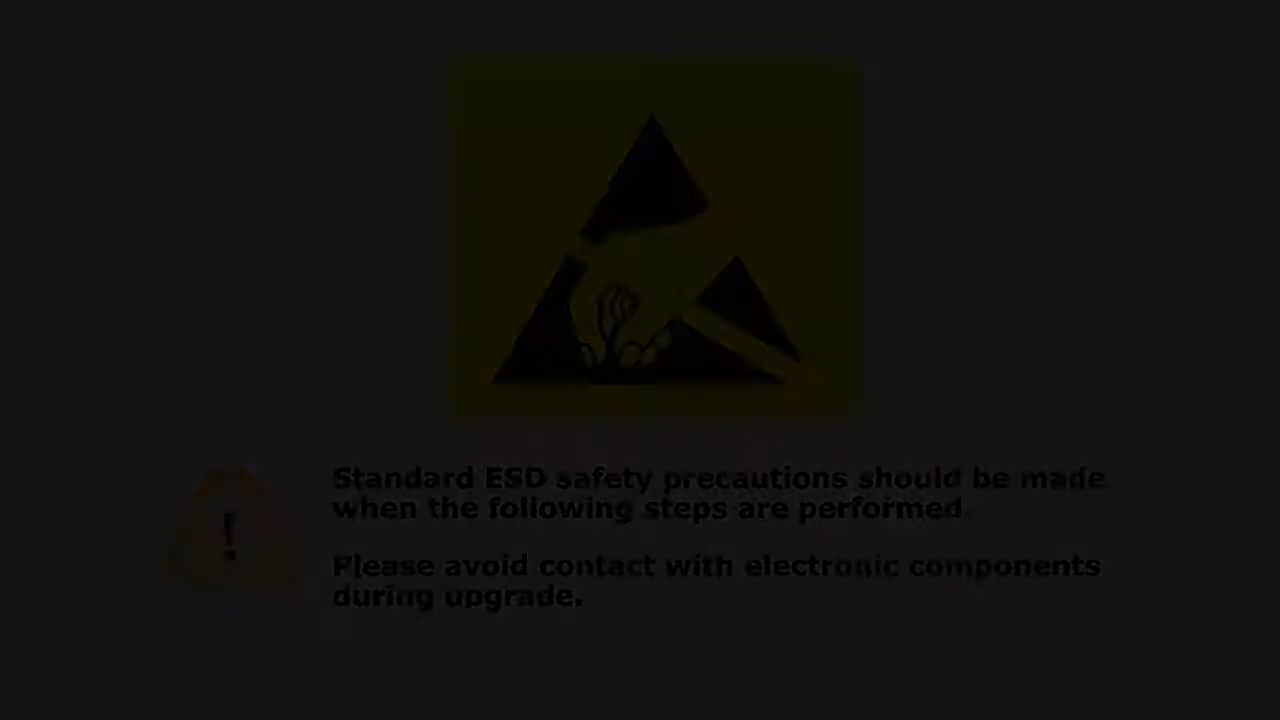 !
Standard ESD safety precautions should be made
when the following steps are performed
Please avoid contact with electronic components
during upgrade.